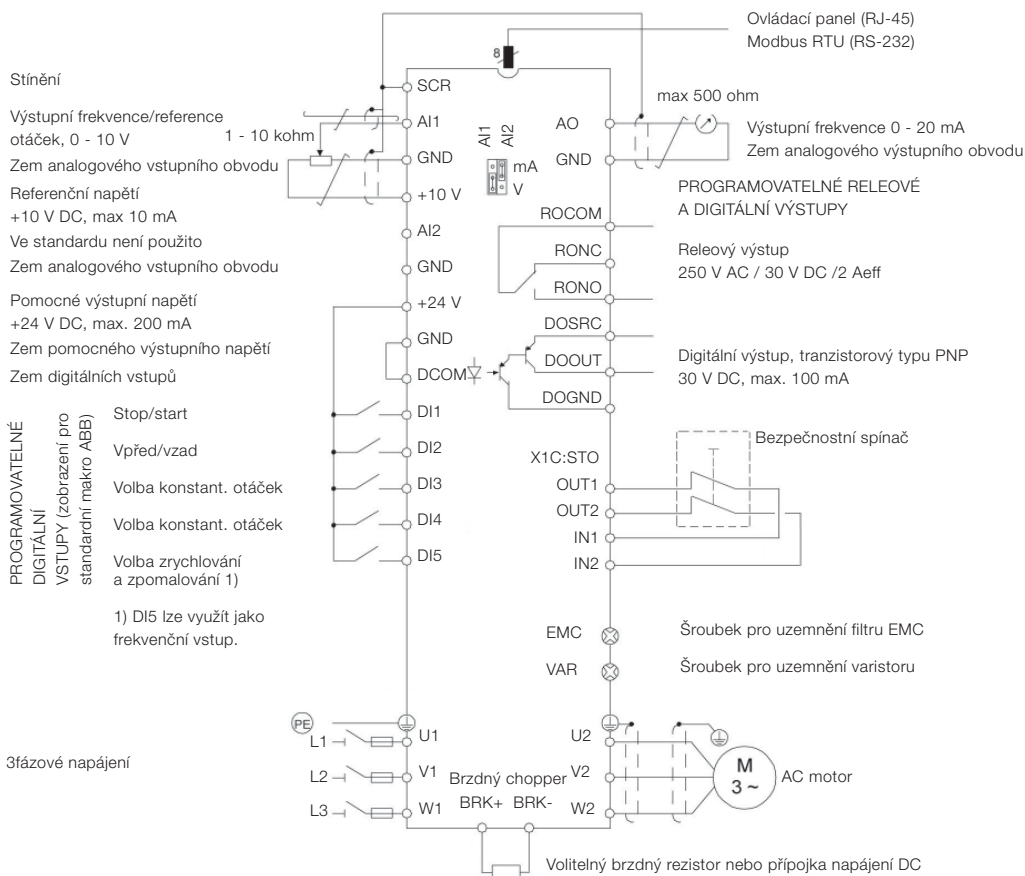 Ovládací panel (RJ-45)
Modbus RTU (RS-232)
8
Stínění
SCR
Výstupní frekvence/reference
otáček, 0 - 10 V
1 - 10 kohm
AI1
Zem analogového vstupního obvodu
GND
Referenční napětí
+10 V DC, max 10 mA
+10 V
Ve standardu není použito
AI2
Zem analogového vstupního obvodu
GND
Pomocné výstupní napětí
+24 V DC, max. 200 mA
+24 V
Zem pomocného výstupního napětí
GND
Zem digitálních vstupů
DCOM
AI1
AI2
mA
V
max 500 ohm
AO
Výstupní frekvence 0 - 20 mA
GND
Zem analogového výstupního obvodu
PROGRAMOVATELNÉ RELEOVÉ
A DIGITÁLNÍ VÝSTUPY
ROCOM
RONC
RONO
Releový výstup
250 V AC / 30 V DC /2 Aeff
DOSRC
DOOUT
DOGND
Digitální výstup, tranzistorový typu PNP
30 V DC, max. 100 mA
PROGRAMOVATELNÉ
DIGITÁLNÍ
VSTUPY (zobrazení pro
standardní makro ABB)
Stop/start
DI1
Vpřed/vzad
DI2
Volba konstant. otáček
DI3
Volba konstant. otáček
DI4
Volba zrychlování
a zpomalování 1)
DI5
1) DI5 lze využít jako
frekvenční vstup.
Bezpečnostní spínač
X1C:STO
OUT1
OUT2
IN1
IN2
EMC
Šroubek pro uzemnění filtru EMC
VAR
Šroubek pro uzemnění varistoru
PE
3fázové napájení
L1
U1
L2
V1
L3
W1
Brzdný chopper
BRK+ BRK-
U2
V2
W2
M
3 ~
AC motor
Volitelný brzdný rezistor nebo přípojka napájení DC